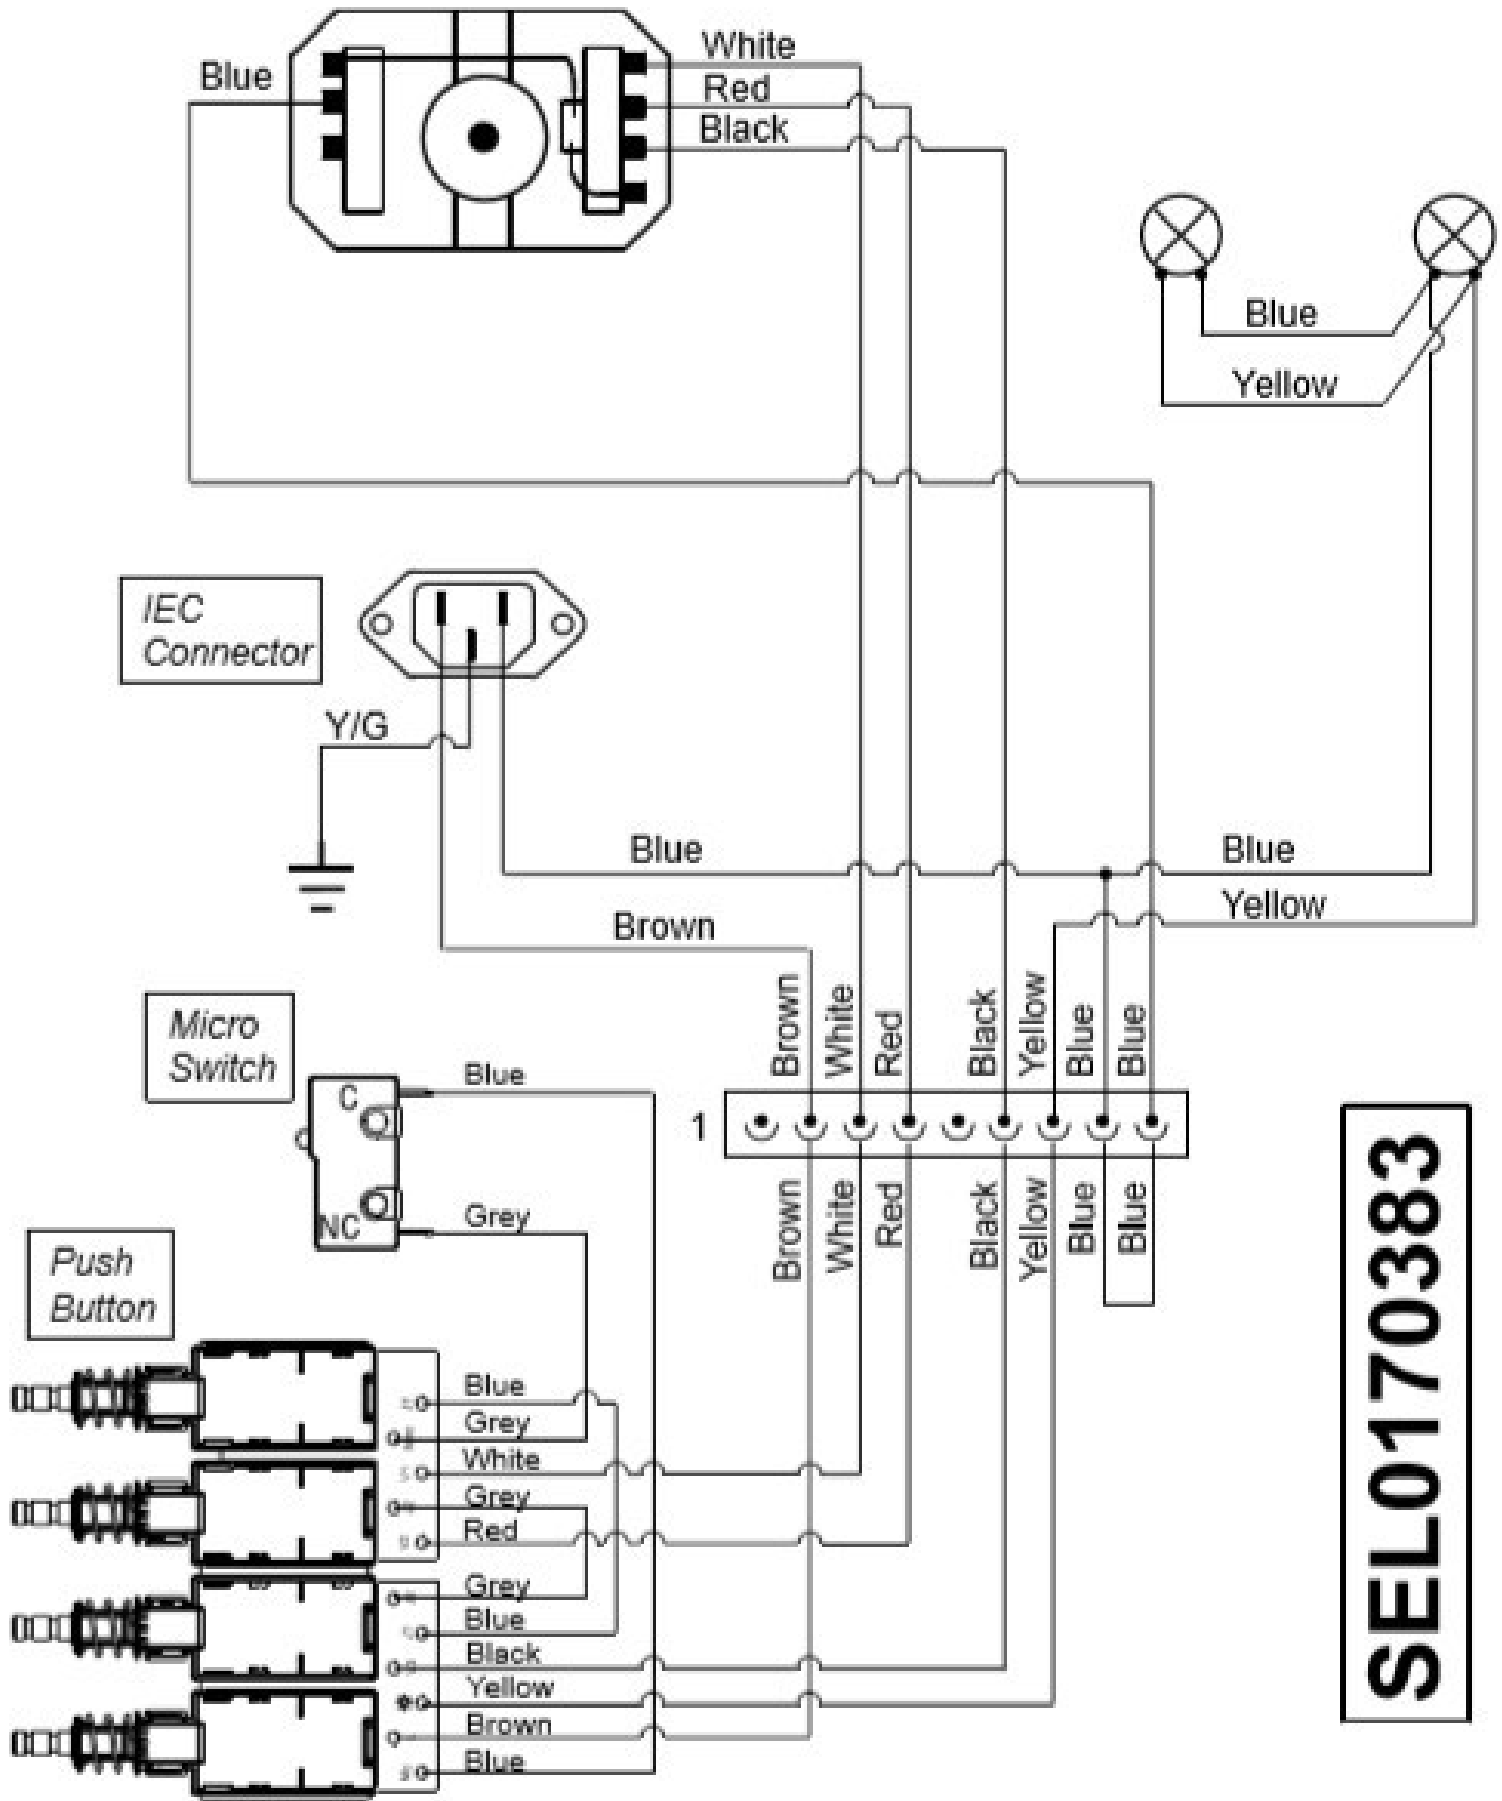 White
Blue
Red
Black
Blue
Yellow
IEC
Connector
Y/G
Blue
Blue
Yellow
Brown
Brown
White
Red
Black
Yellow
Blue
Blue
Micro
Switch
Blue
C
1
NC
Grey
Brown
White
Red
Black
Yellow
Blue
Blue
Push
Button
Blue
Grey
White
Grey
Red
Grey
Blue
Black
Yellow
Brown
Blue
SEL0170383